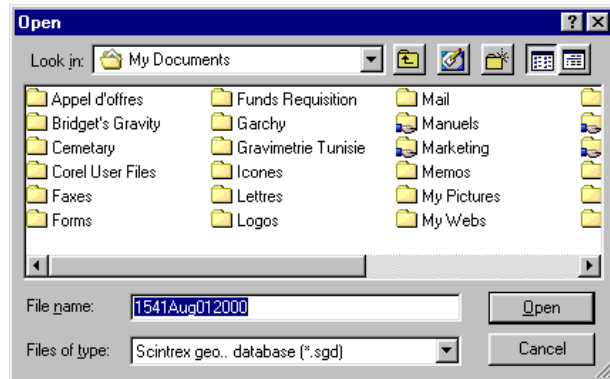 Open
Look in: My Documents
Appel d'offres Funds Requisition Mail
Bridget's Gravity Garchy Manuels
Cemetary Gravimetrie Tunisie Marketing
Corel User Files Icones Memos
Faxes Lettres My Pictures
Forms Logos My Webs
File name: 1541Aug012000 Open
Files of type: Scintrex geo.. database (*.sgd) Cancel